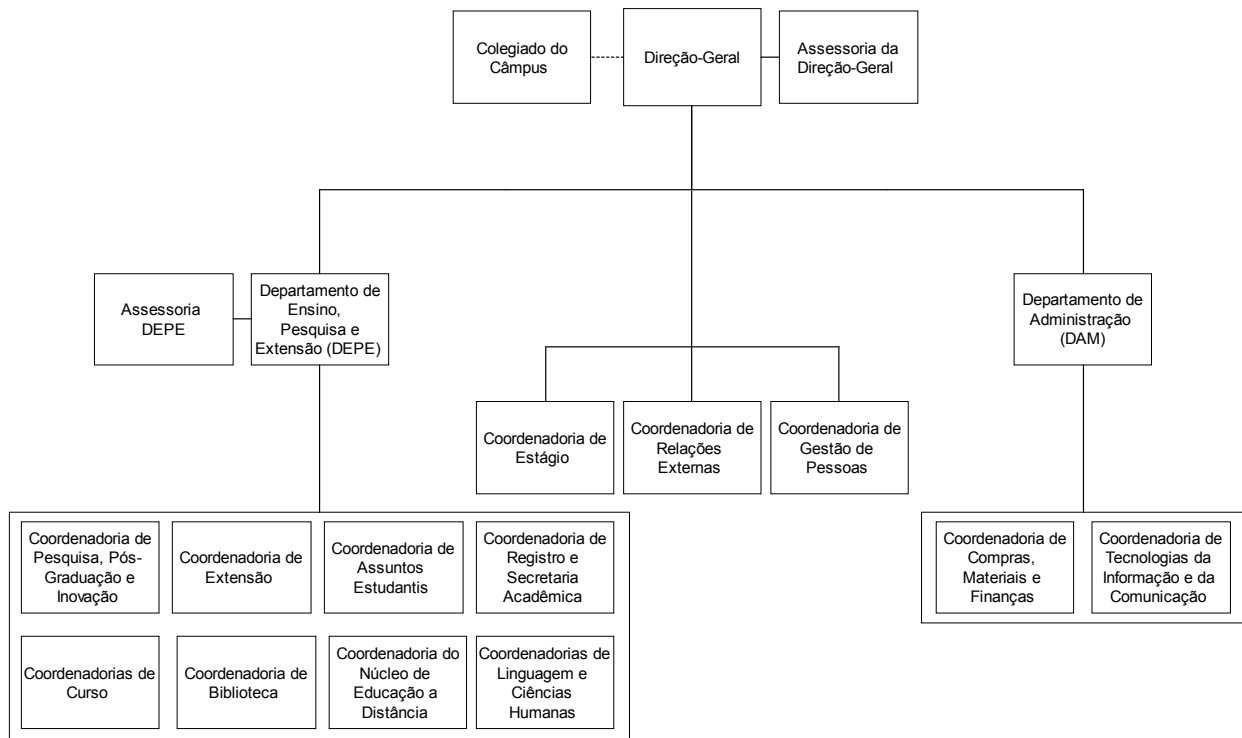 Colegiado do
Câmpus
Direção-Geral
Assessoria da
Direção-Geral
Assessoria
DEPE
Departamento de
Ensino,
Pesquisa e
Extensão (DEPE)
Departamento de
Administração
(DAM)
Coordenadoria de
Estágio
Coordenadoria de
Relações
Externas
Coordenadoria de
Gestão de
Pessoas
Coordenadoria de
Pesquisa, Pós-
Graduação e
Inovação
Coordenadoria de
Extensão
Coordenadoria de
Assuntos
Estudantis
Coordenadoria de
Registro e
Secretaria
Acadêmica
Coordenadorias de
Curso
Coordenadoria de
Biblioteca
Coordenadoria do
Núcleo de
Educação a
Distância
Coordenadorias de
Linguagem e
Ciências
Humanas
Coordenadoria de
Compras,
Materiais e
Finanças
Coordenadoria de
Tecnologias da
Informação e da
Comunicação